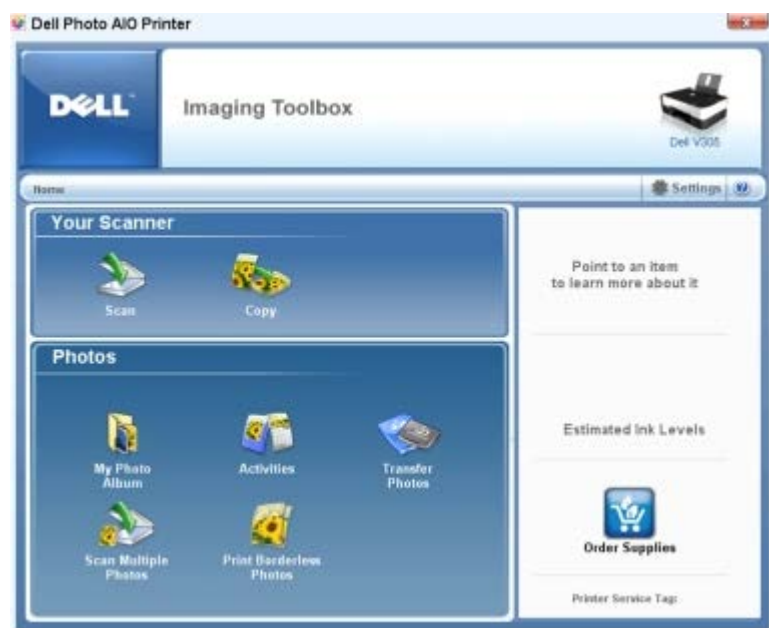 Dell Photo AIO Printer
DELL
Imaging Toolbox
Dell V305
Home
Settings
?
Your Scanner
Scan
Copy
Point to an Item
to learn more about it
Photos
My Photo
Album
Activities
Transfer
Photos
Scan Multiple
Photos
Print Borderless
Photos
Estimated Ink Levels
Order Supplies
Printer Service Tag: